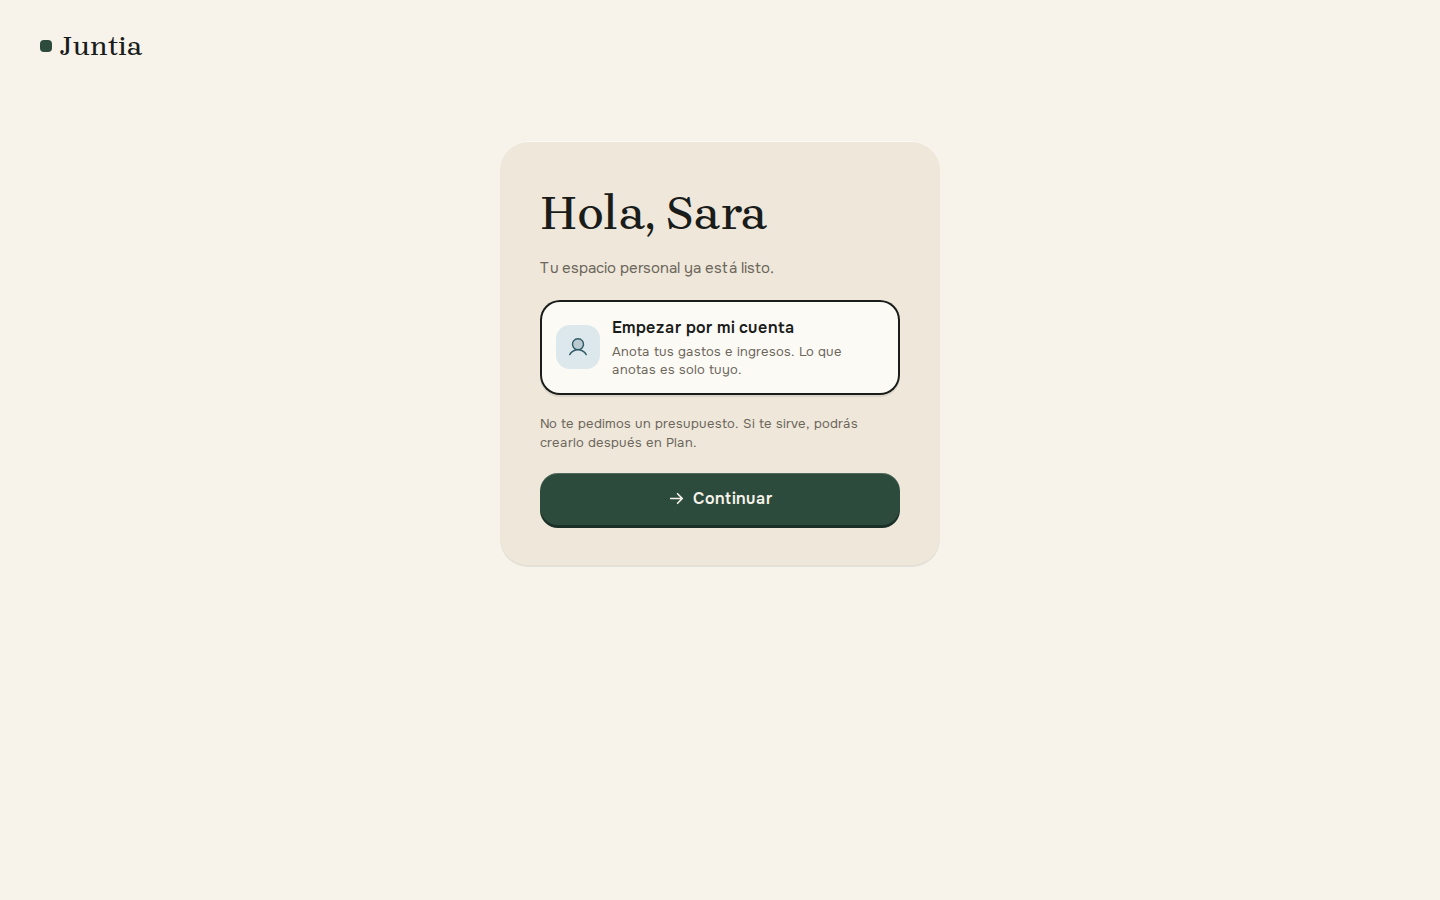 Juntia
Hola, Sara
Tu espacio personal ya está listo.
Empezar por mi cuenta
Anota tus gastos e ingresos. Lo que
anotas es solo tuyo.
No te pedimos un presupuesto. Si te sirve, podrás
crearlo después en Plan.
→ Continuar